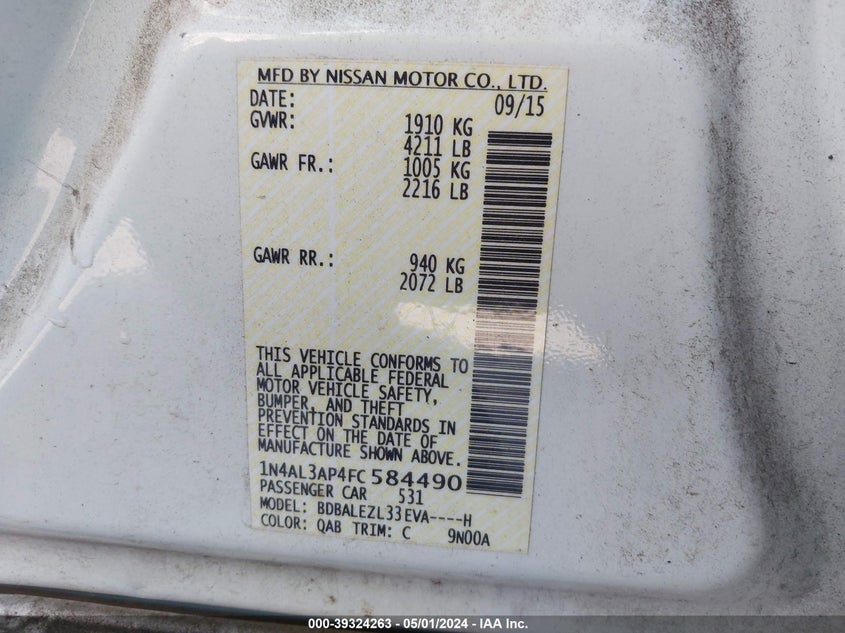 MFD BY NISSAN MOTOR CO., LTD.
DATE: 09/15
GVWR: 1910 KG
4211 LB
GAWR FR.: 1005 KG
2216 LB
GAWR RR.: 940 KG
2072 LB
THIS VEHICLE CONFORMS TO
ALL APPLICABLE FEDERAL
MOTOR VEHICLE SAFETY,
BUMPER, AND THEFT
PREVENTION STANDARDS IN
EFFECT ON THE DATE OF
MANUFACTURE SHOWN ABOVE.
1N4AL3AP4FC584490
PASSENGER CAR 531
MODEL: BDBALEZL33EVA----H
COLOR: QAB TRIM: C 9N00A
000-39324263 - 05/01/2024 - IAA Inc.